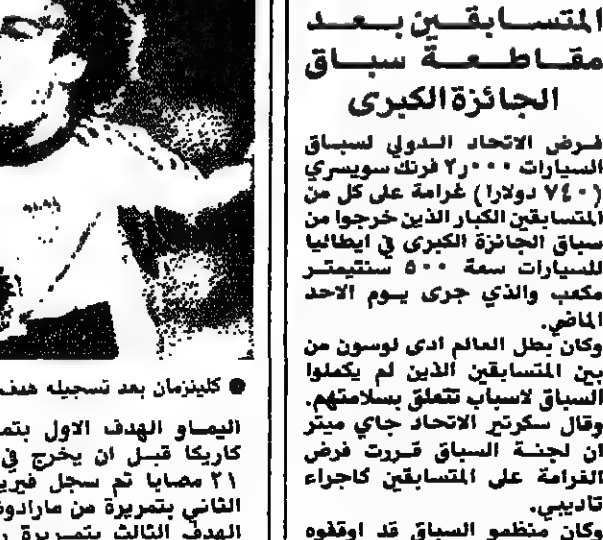 المتسابقين بعد
مقاطعة سباق
الجائزة الكبرى
فرض الاتحاد الدولي لسباق
السيارات ٢٫٠٠٠ فرنك سويسري
(٧٤٠ دولارا) غرامة على كل من
المتسابقين الكبار الذين خرجوا من
سباق الجائزة الكبرى في ايطاليا
للسيارات سعة ٥٠٠ سنتيمتر
مكعب والذي جرى يوم الاحد
الماضي.
وكان بطل العالم ادى لوسون من
بين المتسابقين الذين لم يكملوا
السباق لاسباب تتعلق بسلامتهم.
وقال سكرتير الاتحاد جاي ميتر
ان لجنة السباق قررت فرض
الغرامة على المتسابقين كاجراء
تاديبي.
وكان منظمو السباق قد اوقفوه
● كلينزمان بعد تسجيله هدف
اليماو الهدف الاول بتم
كاريكا قبل ان يخرج في
٢١ مصابا ثم سجل فيري
الثاني بتمريرة من مارادو
الهدف الثالث بتمريرة